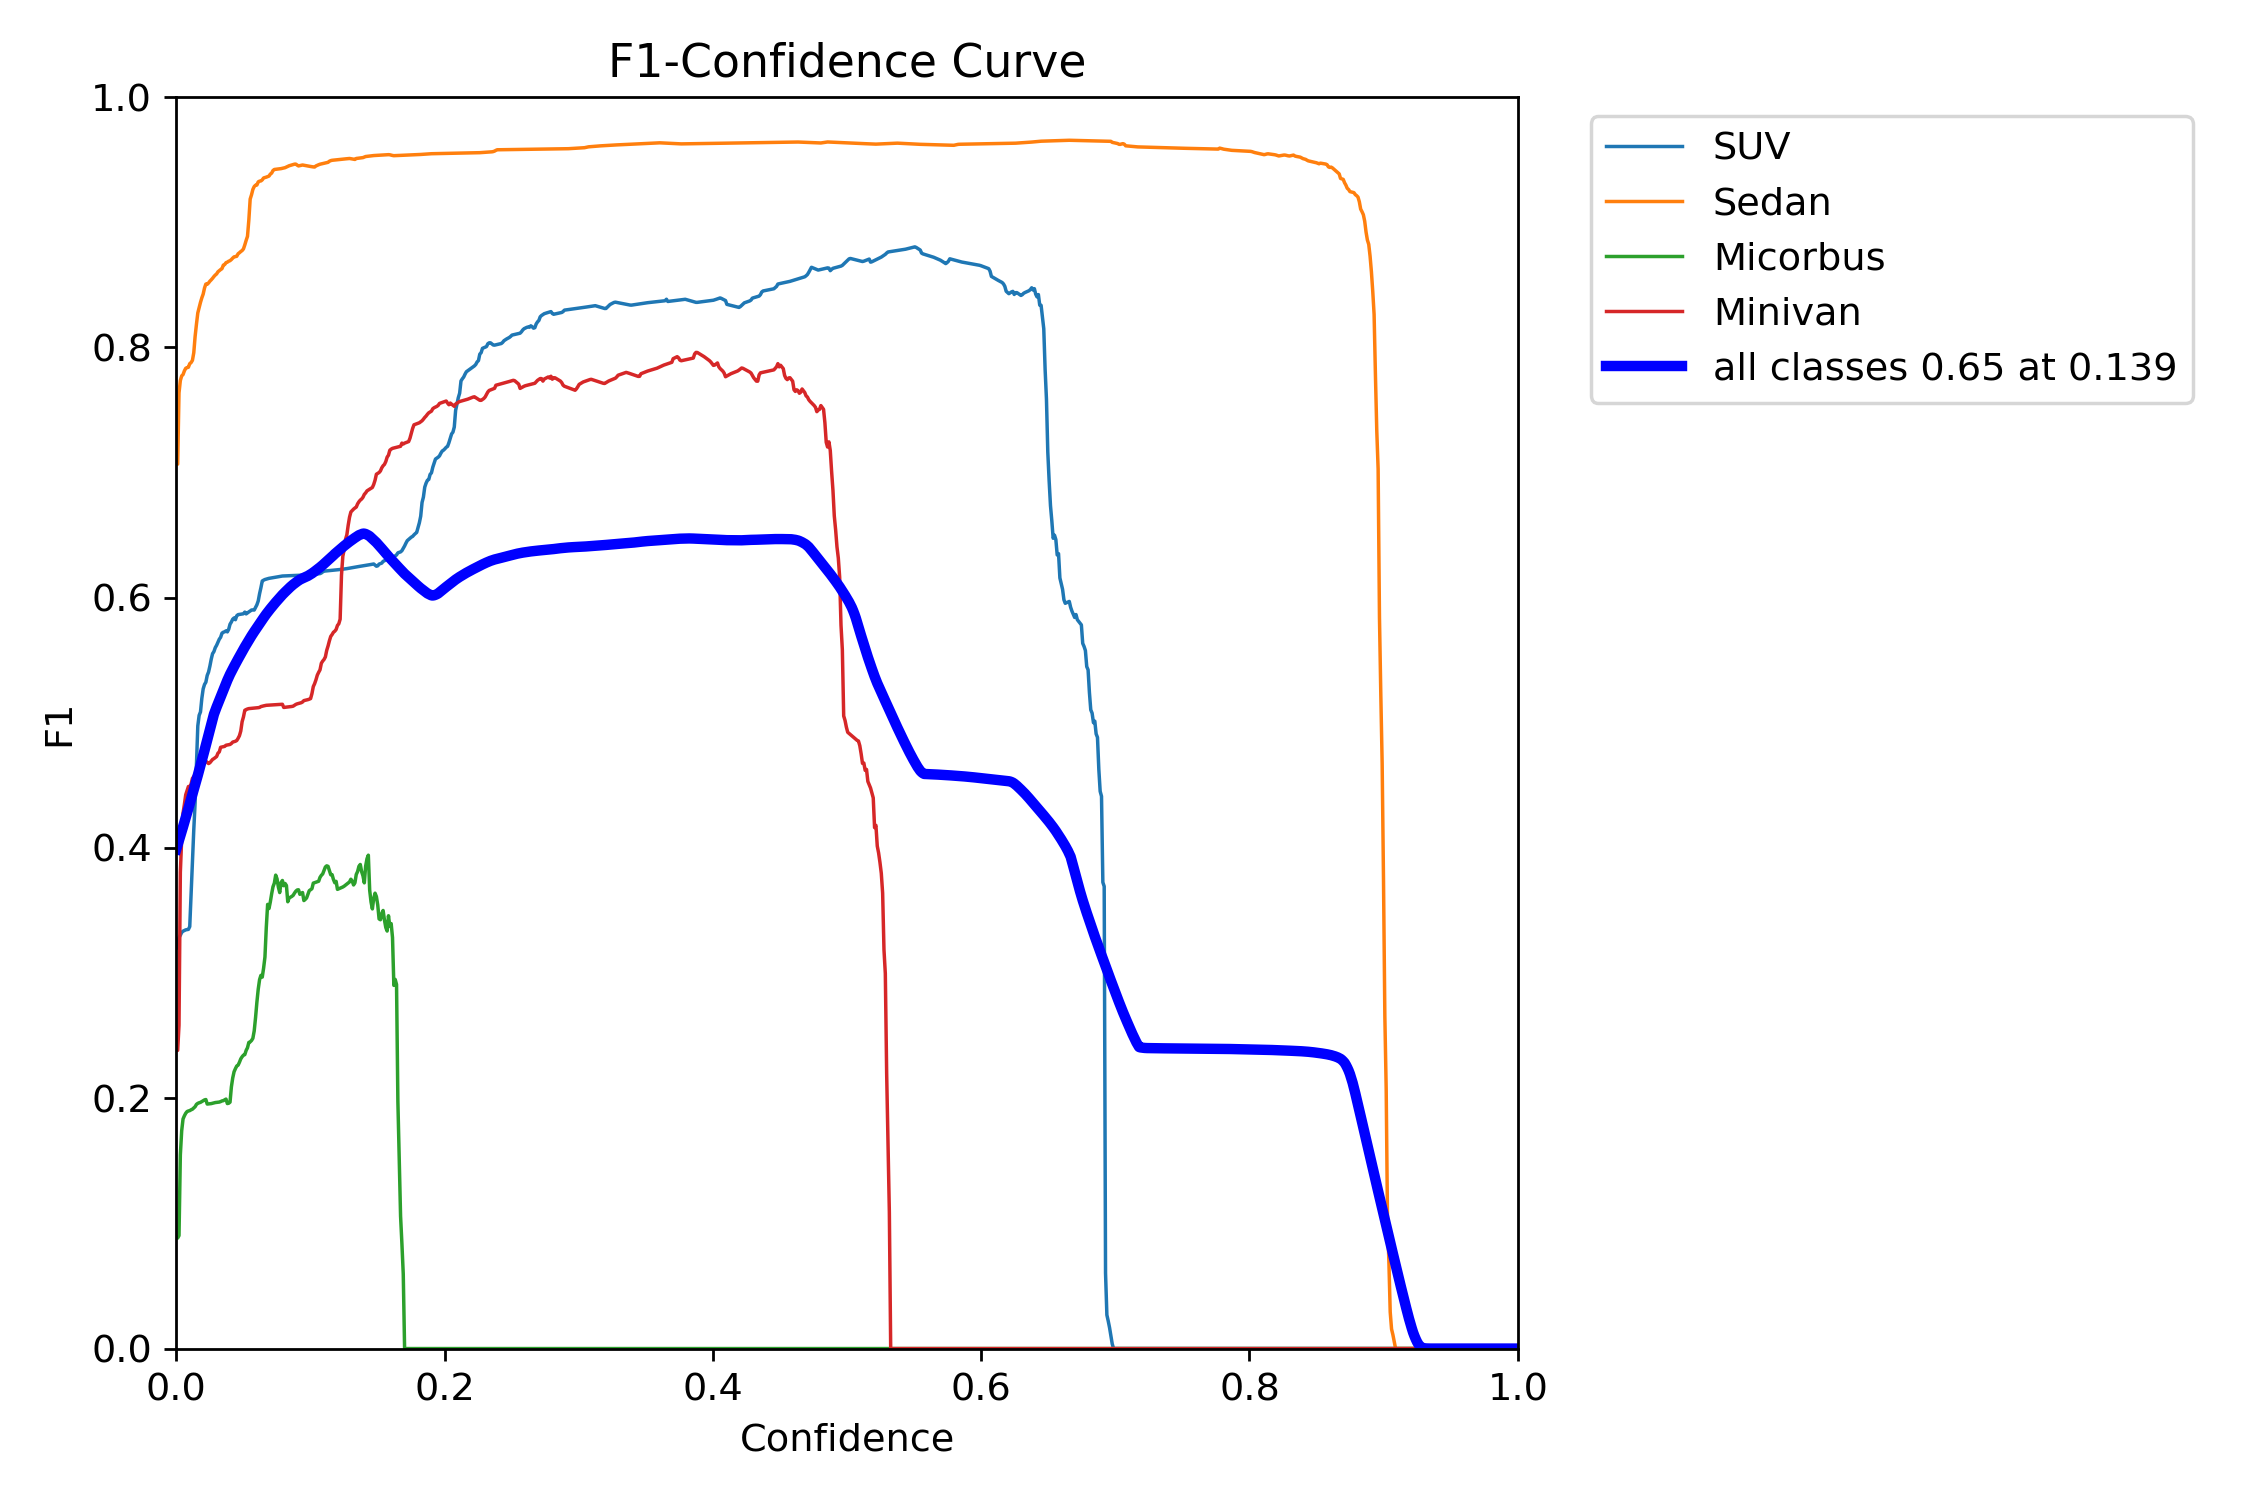 F1-Confidence Curve
1.0
0.8
0.6
0.4
0.2
0.0
F1
0.0 0.2 0.4 0.6 0.8 1.0
Confidence
SUV
Sedan
Micorbus
Minivan
all classes 0.65 at 0.139